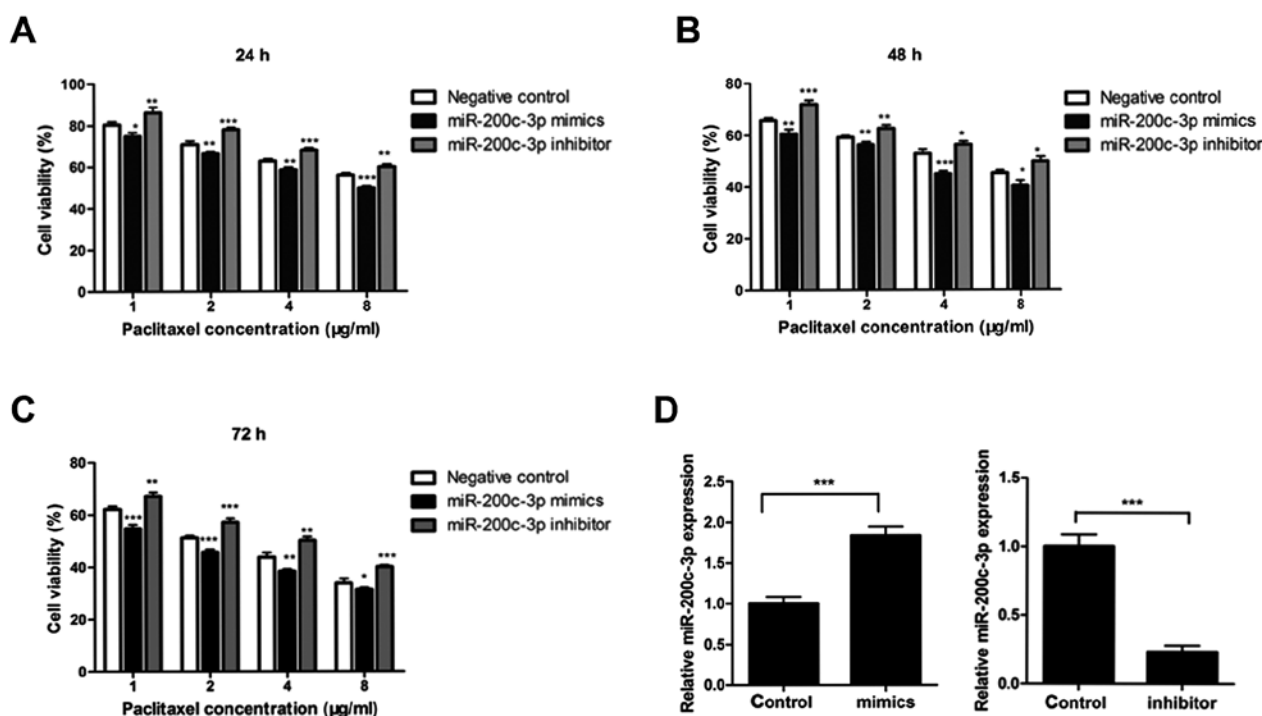 A
24 h
Cell viability (%)
100
80
60
40
20
0
** *** *** **
* ** ** ***
1 2 4 8
Paclitaxel concentration (µg/ml)
Negative control
miR-200c-3p mimics
miR-200c-3p inhibitor
B
48 h
Cell viability (%)
80
60
40
20
0
*** ** * *
** ** *** *
1 2 4 8
Paclitaxel concentration (µg/ml)
Negative control
miR-200c-3p mimics
miR-200c-3p inhibitor
C
72 h
Cell viability (%)
80
60
40
20
0
** *** ** ***
*** *** ** *
1 2 4 8
Paclitaxel concentration (µg/ml)
Negative control
miR-200c-3p mimics
miR-200c-3p inhibitor
D
Relative miR-200c-3p expression
2.5
2.0
1.5
1.0
0.5
0.0
***
Control mimics
Relative miR-200c-3p expression
1.5
1.0
0.5
0.0
***
Control inhibitor